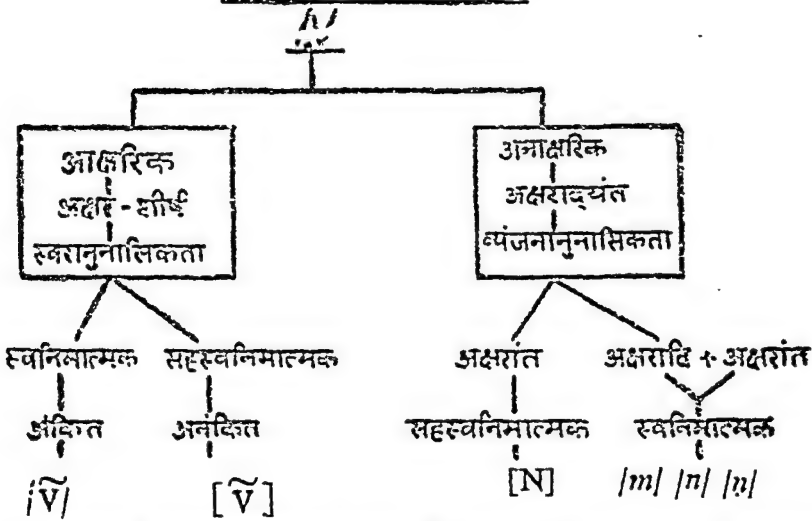 आक्षरिक अनाक्षरिक
अक्षर - शीर्ष अक्षराद्यंत
स्वरानुनालिकता व्यंजनानुनासिकता
स्वनिमात्मक सहस्वनिमात्मक अक्षरांत अक्षरादि + अक्षरांत
अंकित अनंकित सहस्वनिमात्मक स्वनिमात्मक
/Ṽ/ [Ṽ] [N] /m/ /n/ /ṇ/